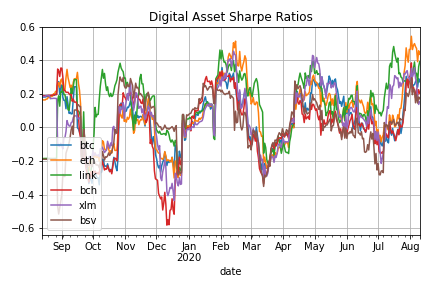 Digital Asset Sharpe Ratios
0.6
0.4
0.2
0.0
−0.2
−0.4
−0.6
btc
eth
link
bch
xlm
bsv
Sep Oct Nov Dec Jan Feb Mar Apr May Jun Jul Aug
2020
date